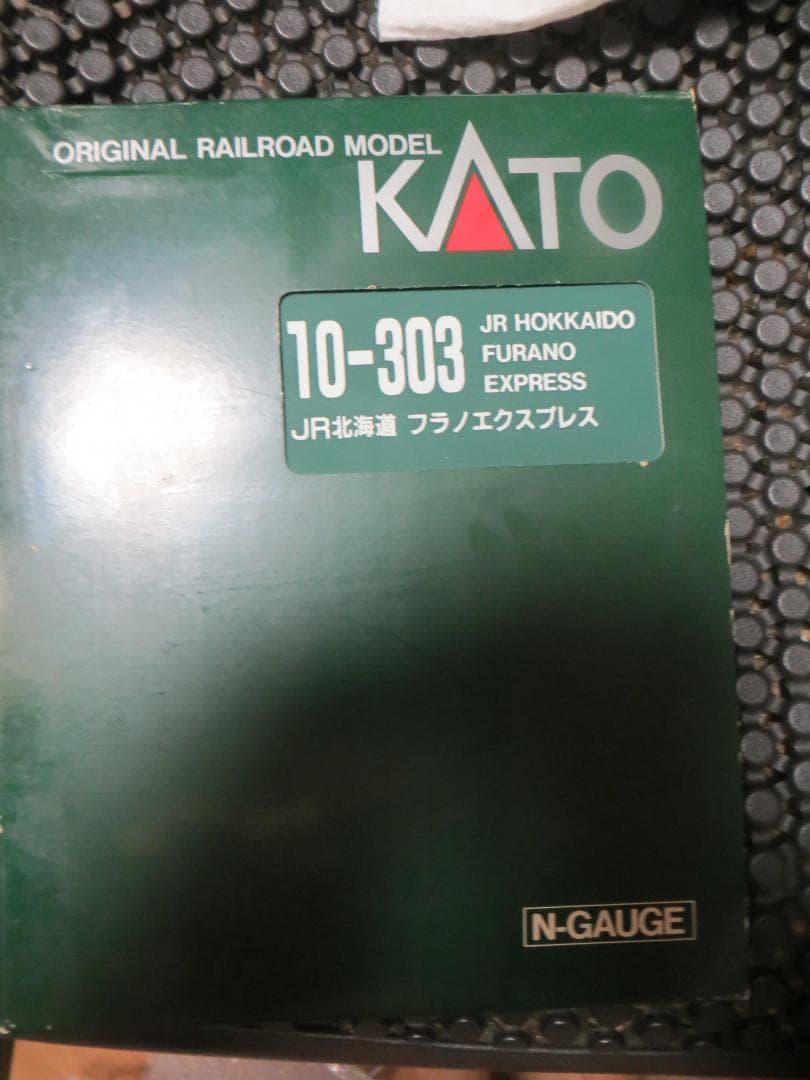 ORIGINAL RAILROAD MODEL
KATO
10-303
JR HOKKAIDO
FURANO
EXPRESS
JR北海道 フラノエクスプレス
N-GAUGE